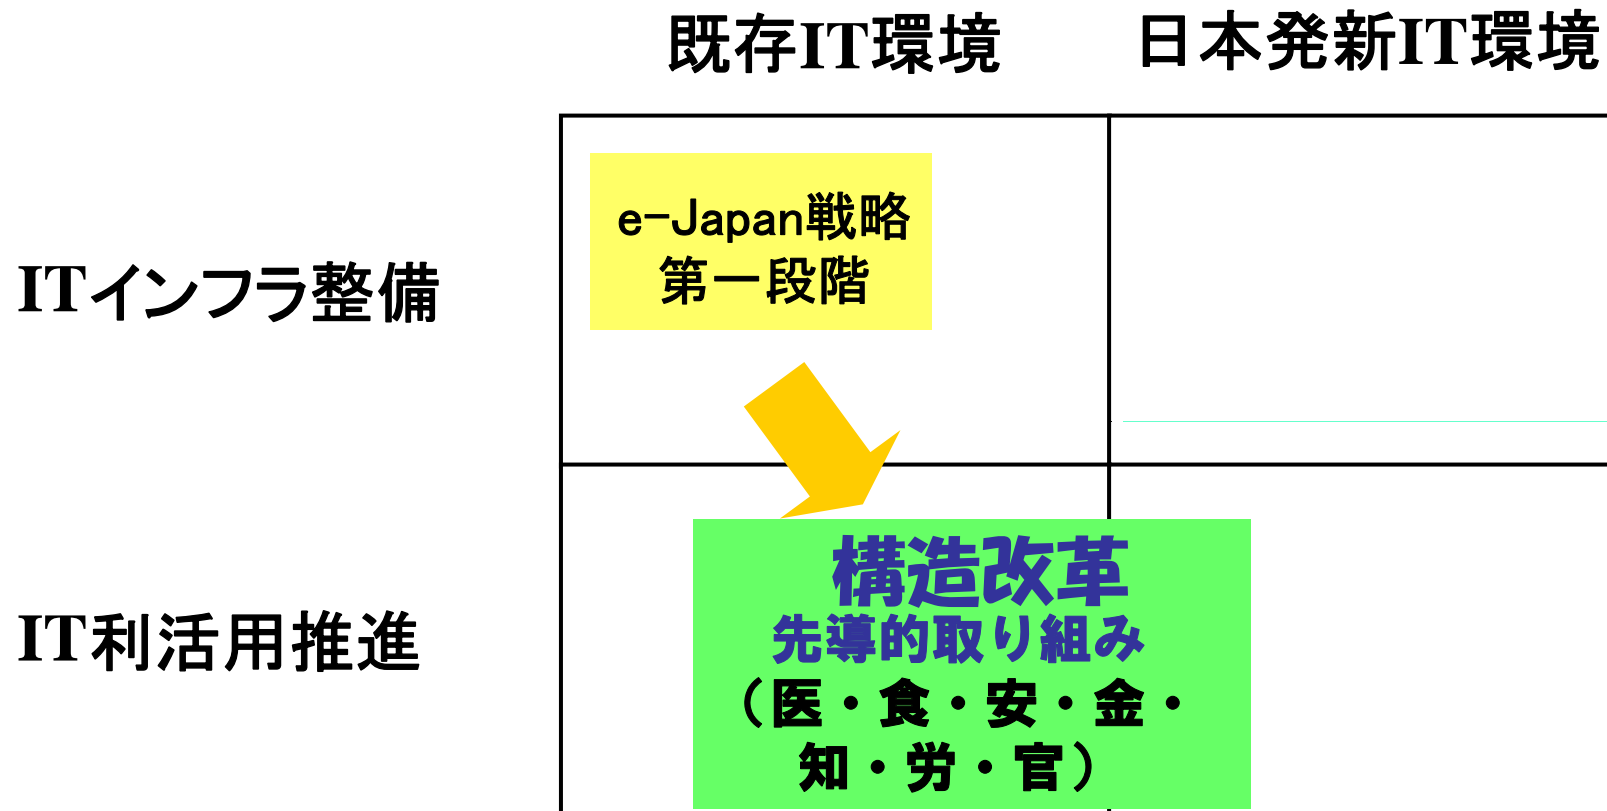 既存IT環境
日本発新IT環境
e-Japan戦略
第一段階
ITインフラ整備
構造改革
先導的取り組み
IT利活用推進
（医・食・安・金・
知・労・官）